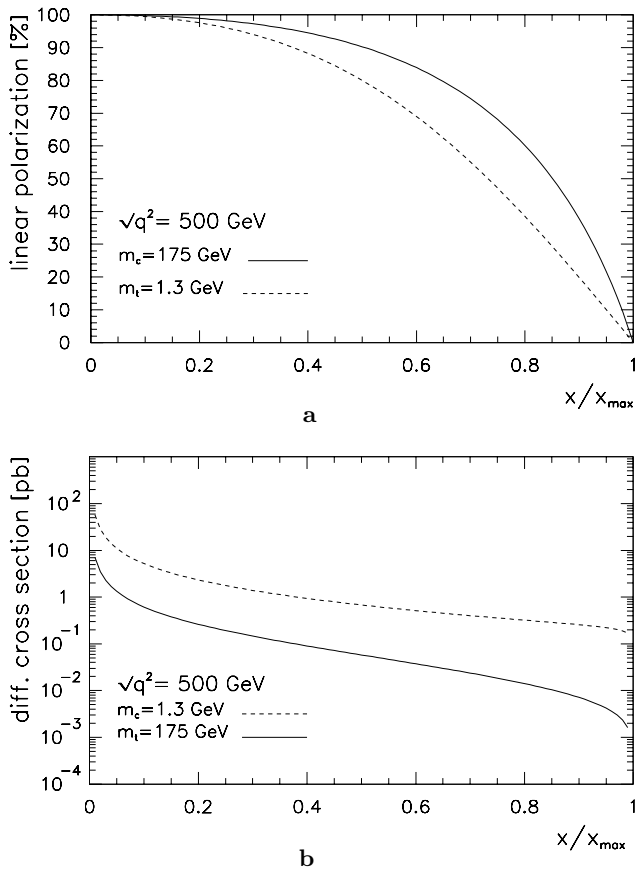 linear polarization [%]
100
90
80
70
60
50
40
30
20
10
0
√q²= 500 GeV
m_c=175 GeV
m_t=1.3 GeV
0 0.2 0.4 0.6 0.8 1
x/x_max
a
diff. cross section [pb]
10²
10
1
10⁻¹
10⁻²
10⁻³
10⁻⁴
√q²= 500 GeV
m_c=1.3 GeV
m_t=175 GeV
0 0.2 0.4 0.6 0.8 1
x/x_max
b